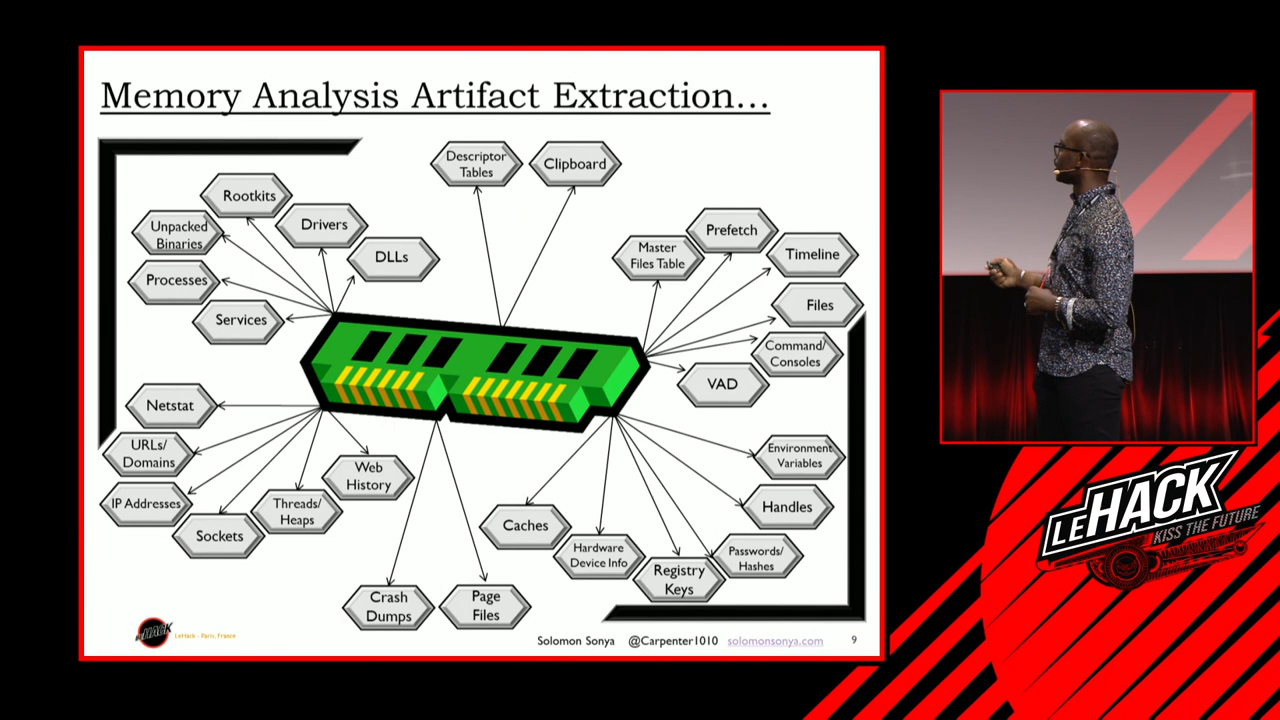 Memory Analysis Artifact Extraction...
Descriptor
Tables
Clipboard
Rootkits
Unpacked
Binaries
Drivers
DLLs
Processes
Services
Master
Files Table
Prefetch
Timeline
Files
Command/
Consoles
VAD
Netstat
URLs/
Domains
IP Addresses
Sockets
Threads/
Heaps
Web
History
Crash
Dumps
Page
Files
Caches
Hardware
Device Info
Registry
Keys
Passwords/
Hashes
Handles
Environment
Variables
HACK
LeHack - Paris, France
Solomon Sonya @Carpenter1010 solomonsonya.com 9
LEHACK
KISS THE FUTURE